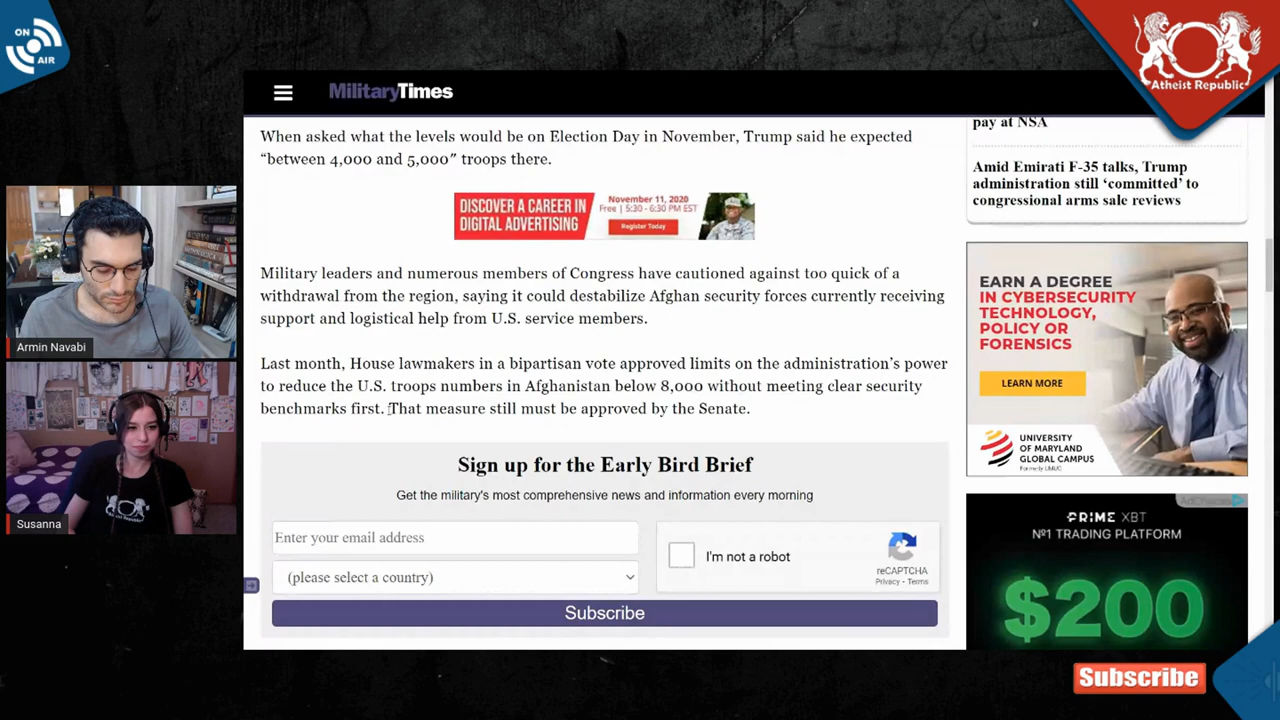 ON
AIR
Atheist Republic
MilitaryTimes
When asked what the levels would be on Election Day in November, Trump said he expected
“between 4,000 and 5,000″ troops there.
DISCOVER A CAREER IN
DIGITAL ADVERTISING
November 11, 2020
Free | 5:30 - 6:30 PM EST
Register Today
Military leaders and numerous members of Congress have cautioned against too quick of a
withdrawal from the region, saying it could destabilize Afghan security forces currently receiving
support and logistical help from U.S. service members.
Last month, House lawmakers in a bipartisan vote approved limits on the administration’s power
to reduce the U.S. troops numbers in Afghanistan below 8,000 without meeting clear security
benchmarks first. That measure still must be approved by the Senate.
Sign up for the Early Bird Brief
Get the military's most comprehensive news and information every morning
Enter your email address
(please select a country)
I'm not a robot
reCAPTCHA
Privacy - Terms
Subscribe
pay at NSA
Amid Emirati F-35 talks, Trump
administration still ‘committed’ to
congressional arms sale reviews
EARN A DEGREE
IN CYBERSECURITY
TECHNOLOGY,
POLICY OR
FORENSICS
LEARN MORE
UNIVERSITY
OF MARYLAND
GLOBAL CAMPUS
Formerly UMUC
AdChoices
PRIME XBT
Nº1 TRADING PLATFORM
$200
Armin Navabi
Susanna
Subscribe